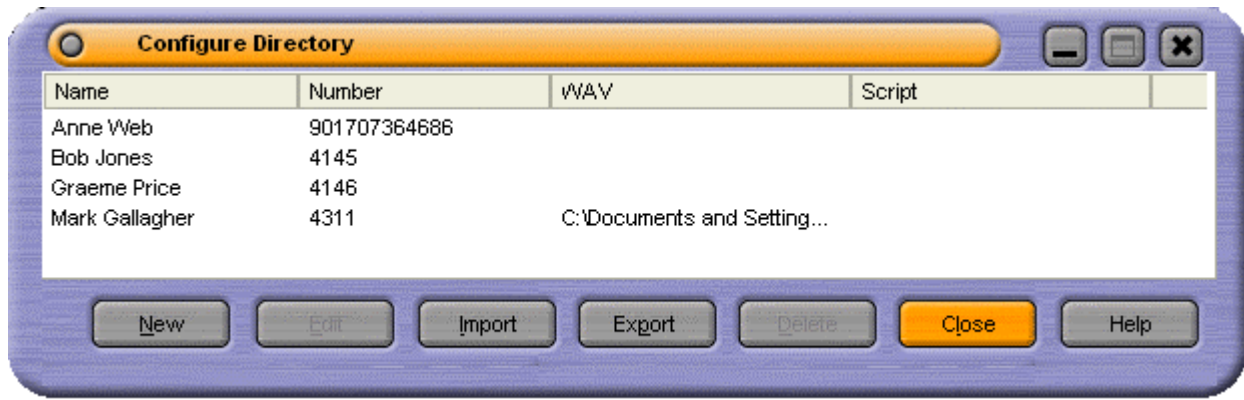 Configure Directory
Name Number WAV Script
Anne Web 901707364686
Bob Jones 4145
Graeme Price 4146
Mark Gallagher 4311 C:\Documents and Setting...
New Edit Import Export Delete Close Help